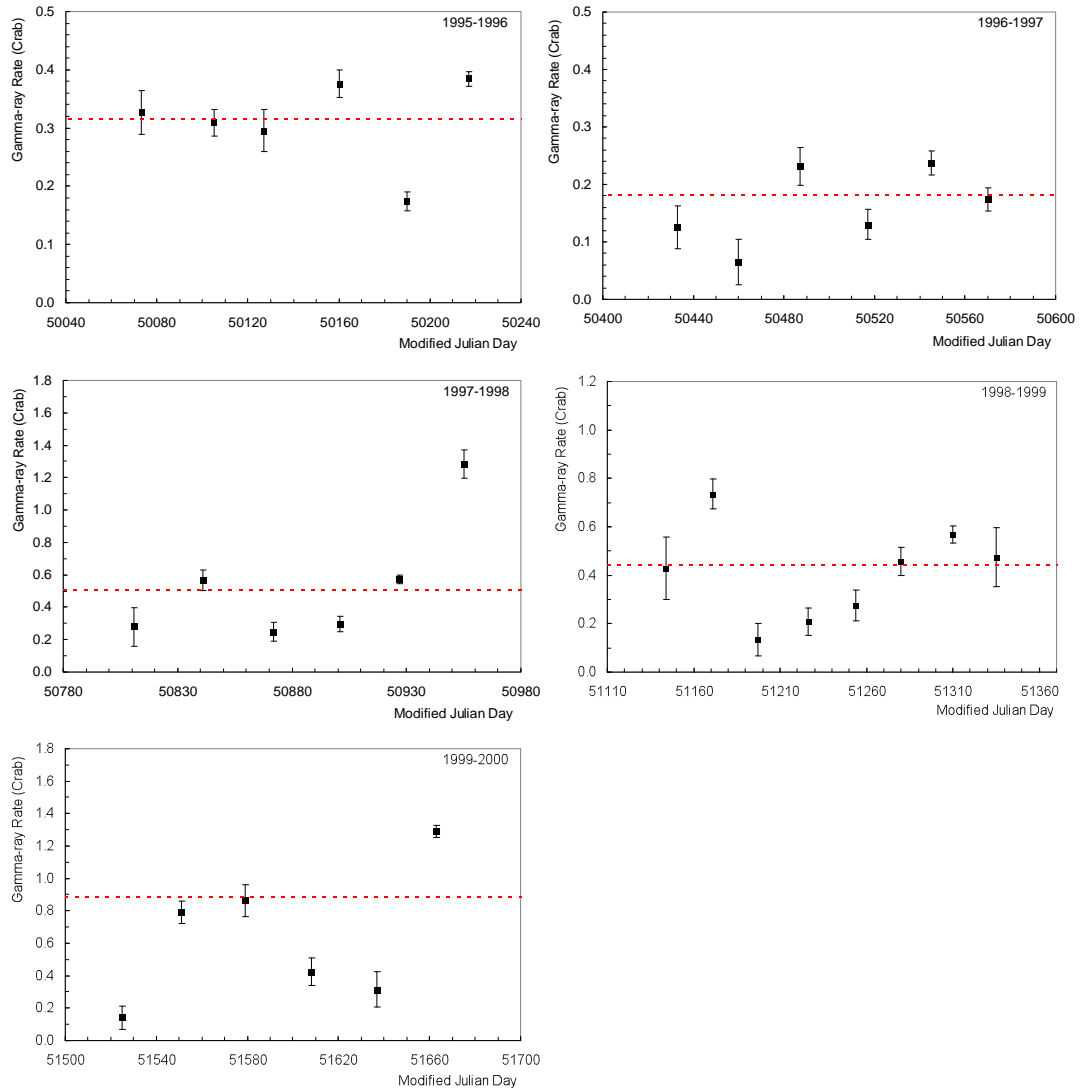 1995-1996
Gamma-ray Rate (Crab)
0.5
0.4
0.3
0.2
0.1
0.0
50040 50080 50120 50160 50200 50240
Modified Julian Day
1996-1997
Gamma-ray Rate (Crab)
0.5
0.4
0.3
0.2
0.1
0.0
50400 50440 50480 50520 50560 50600
Modified Julian Day
1997-1998
Gamma-ray Rate (Crab)
1.8
1.6
1.4
1.2
1.0
0.8
0.6
0.4
0.2
0.0
50780 50830 50880 50930 50980
Modified Julian Day
1998-1999
Gamma-ray Rate (Crab)
1.2
1.0
0.8
0.6
0.4
0.2
0.0
51110 51160 51210 51260 51310 51360
Modified Julian Day
1999-2000
Gamma-ray Rate (Crab)
1.8
1.6
1.4
1.2
1.0
0.8
0.6
0.4
0.2
0.0
51500 51540 51580 51620 51660 51700
Modified Julian Day